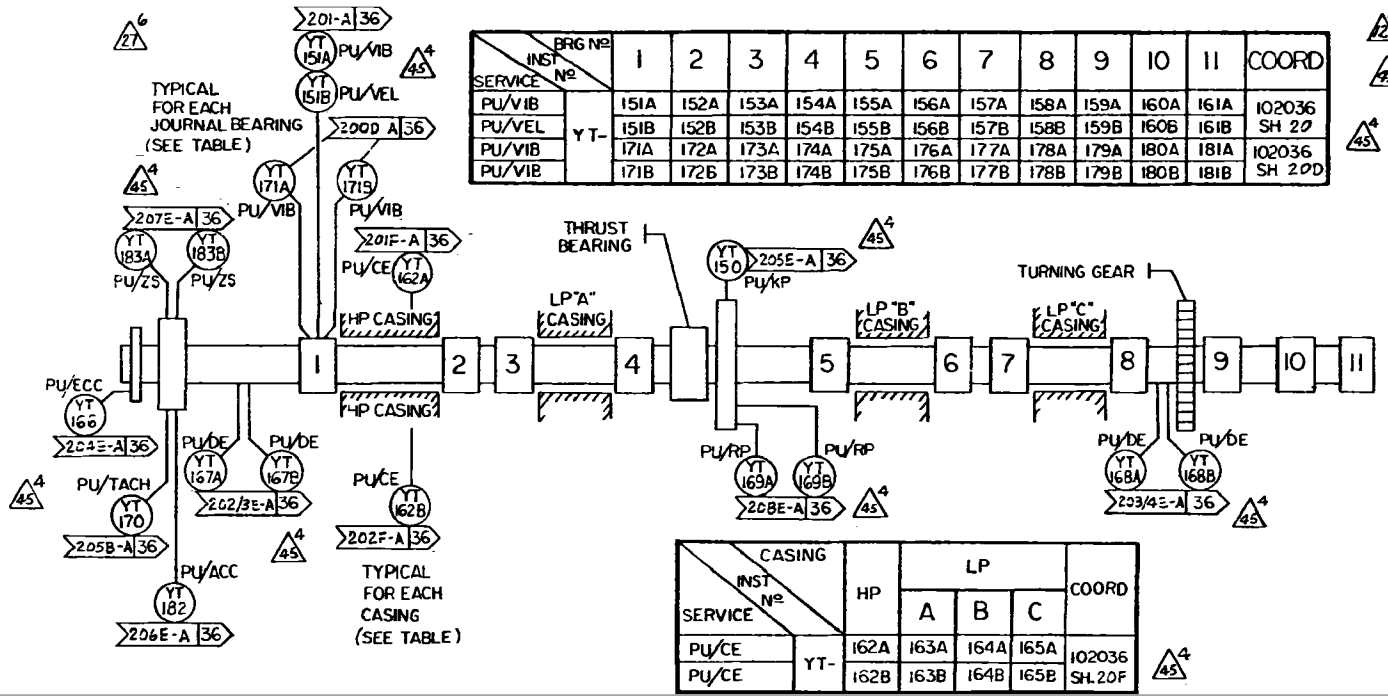 6
27
201-A 36
YT
151A
PU/VIB
YT
151B
PU/VEL
4
45
TYPICAL
FOR EACH
JOURNAL BEARING
(SEE TABLE)
200D A 36
YT
171A
PU/VIB
YT
171B
PU/VIB
4
45
207E-A 36
YT
183A
PU/ZS
YT
183B
PU/ZS
201F-A 36
PU/CE
YT
162A
BRG Nº
INST
Nº
SERVICE
1 2 3 4 5 6 7 8 9 10 11 COORD
PU/VIB 151A 152A 153A 154A 155A 156A 157A 158A 159A 160A 161A
PU/VEL 151B 152B 153B 154B 155B 156B 157B 158B 159B 160B 161B
PU/VIB 171A 172A 173A 174A 175A 176A 177A 178A 179A 180A 181A
PU/VIB 171B 172B 173B 174B 175B 176B 177B 178B 179B 180B 181B
YT-
102036
SH 20
102036
SH 20D
4
45
THRUST
BEARING
YT
150
PU/KP
205E-A 36
4
45
TURNING GEAR
HP CASING
LP "A"
CASING
LP "B"
CASING
LP "C"
CASING
1 2 3 4 5 6 7 8 9 10 11
HP CASING
PU/ECC
YT
166
204E-A 36
4
45
PU/TACH
YT
170
205B-A 36
PU/DE
YT
167A
PU/DE
YT
167B
202/3E-A 36
4
45
PU/ACC
YT
182
206E-A 36
PU/CE
YT
162B
202F-A 36
TYPICAL
FOR EACH
CASING
(SEE TABLE)
PU/RP
YT
169A
PU/RP
YT
169B
208E-A 36
4
45
PU/DE
YT
168A
PU/DE
YT
168B
203/4E-A 36
4
45
CASING
INST
Nº
SERVICE
HP
LP
A B C
COORD
PU/CE 162A 163A 164A 165A
PU/CE 162B 163B 164B 165B
YT-
102036
SH-20F
4
45